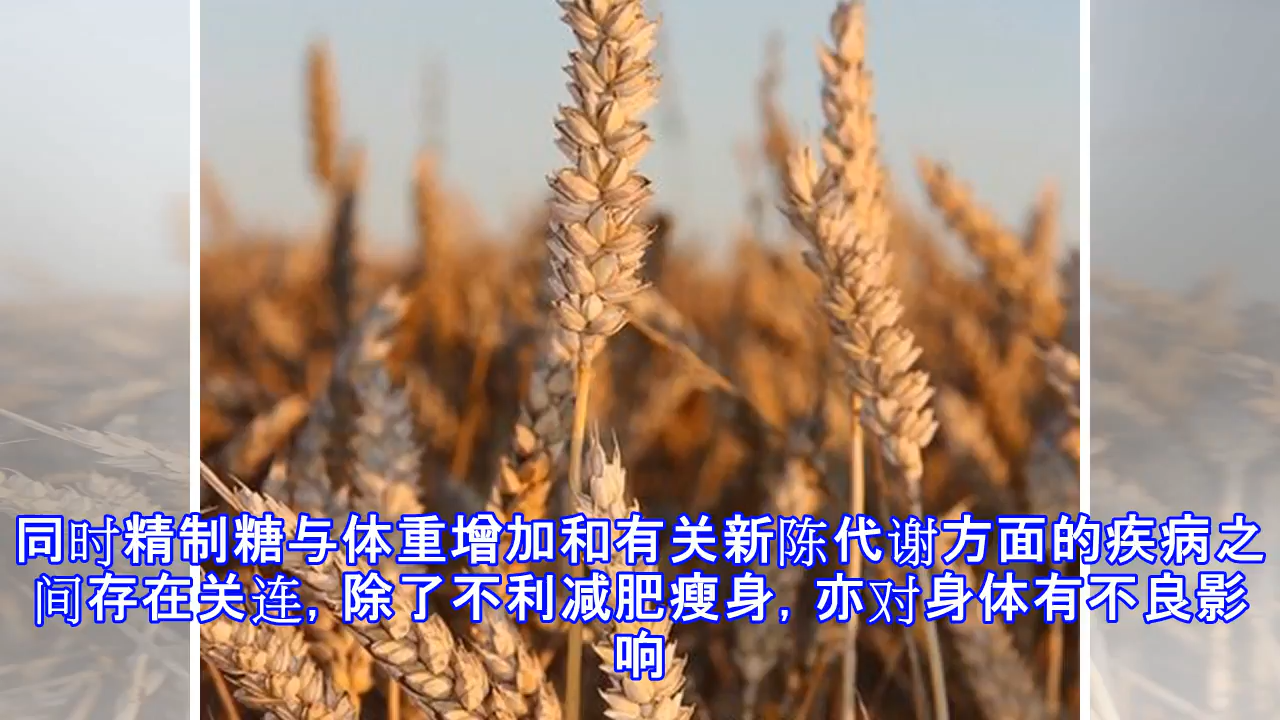 同时精制糖与体重增加和有关新陈代谢方面的疾病之
间存在关连, 除了不利减肥瘦身, 亦对身体有不良影
响